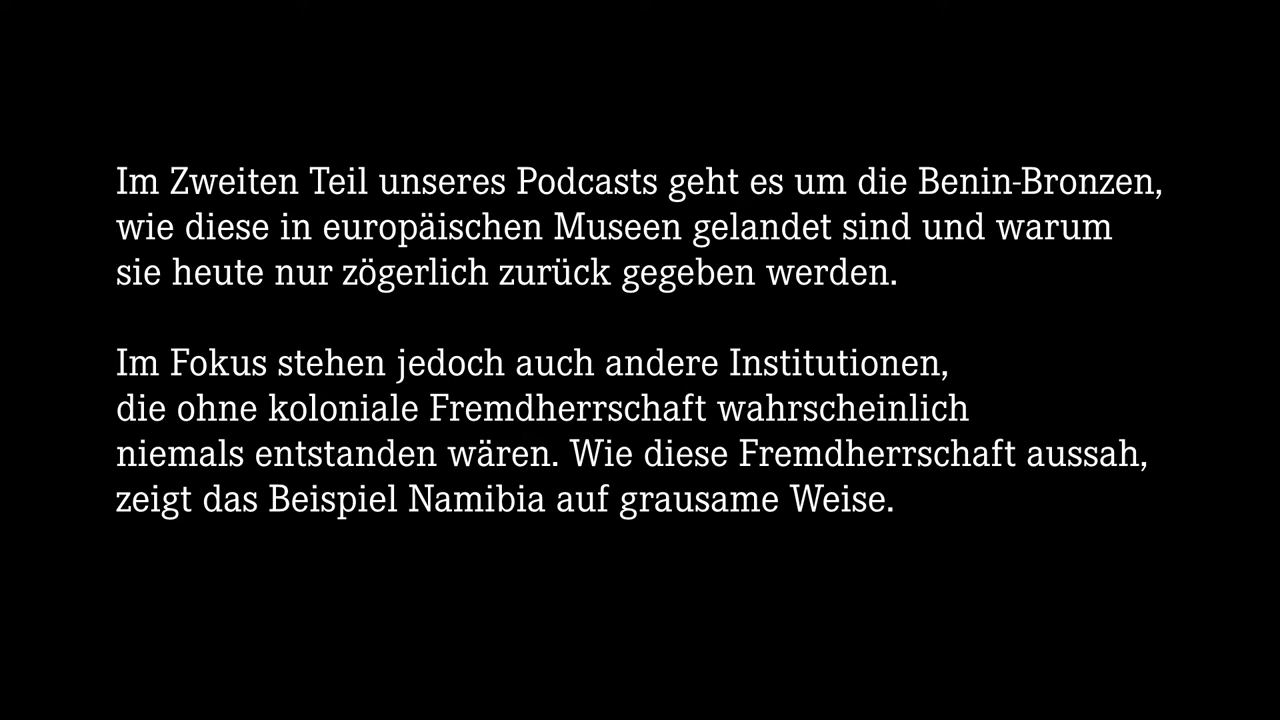 Im Zweiten Teil unseres Podcasts geht es um die Benin-Bronzen,
wie diese in europäischen Museen gelandet sind und warum
sie heute nur zögerlich zurück gegeben werden.
Im Fokus stehen jedoch auch andere Institutionen,
die ohne koloniale Fremdherrschaft wahrscheinlich
niemals entstanden wären. Wie diese Fremdherrschaft aussah,
zeigt das Beispiel Namibia auf grausame Weise.